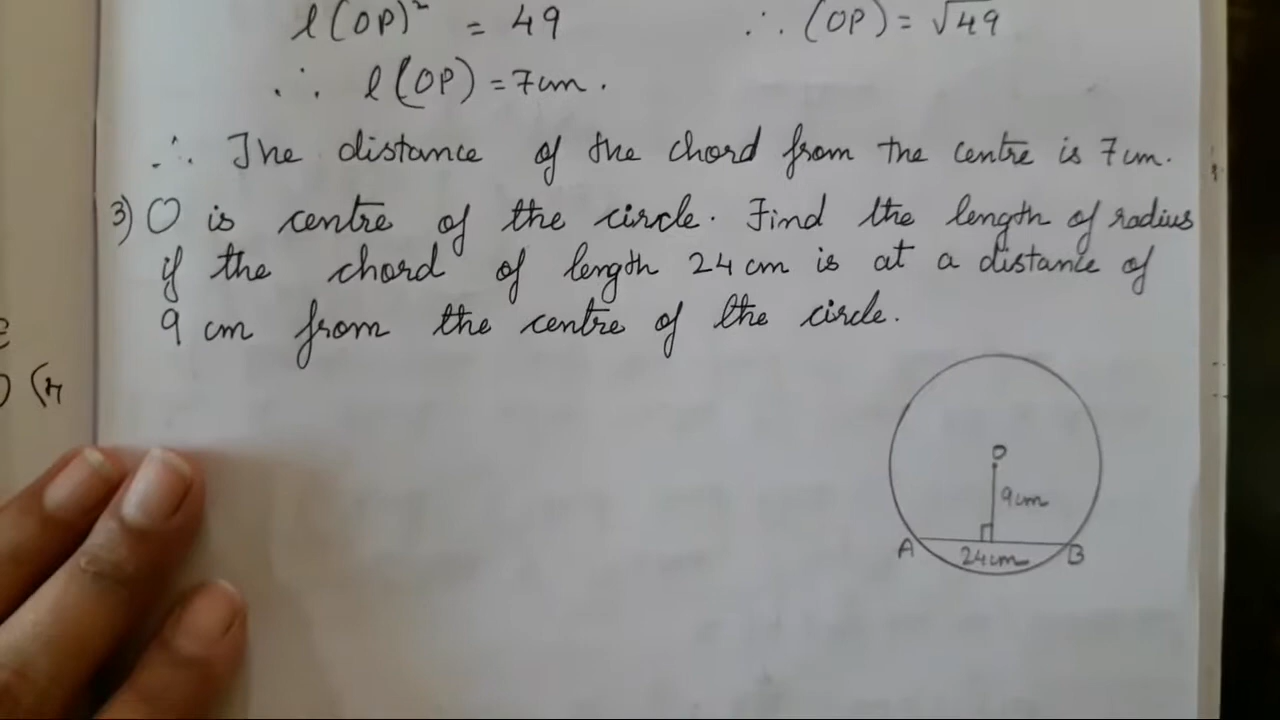 l(OP)² = 49 ∴ (OP) = √49
∴ l(OP) = 7cm.
∴ The distance of the chord from the centre is 7cm.
3) O is centre of the circle. Find the length of radius
if the chord of length 24 cm is at a distance of
9 cm from the centre of the circle.
O
9cm
A 24cm B